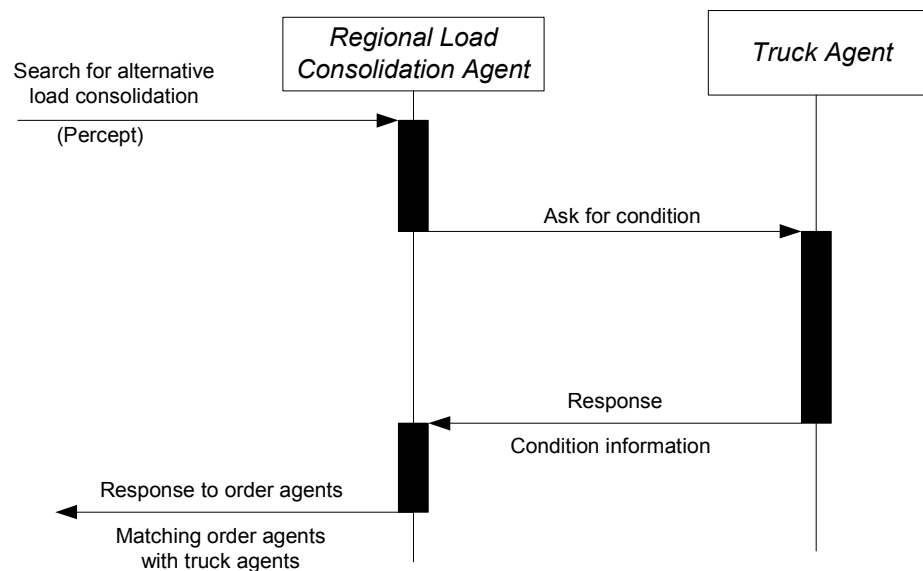 Regional Load
Consolidation Agent
Truck Agent
Search for alternative
load consolidation
(Percept)
Ask for condition
Response
Condition information
Response to order agents
Matching order agents
with truck agents